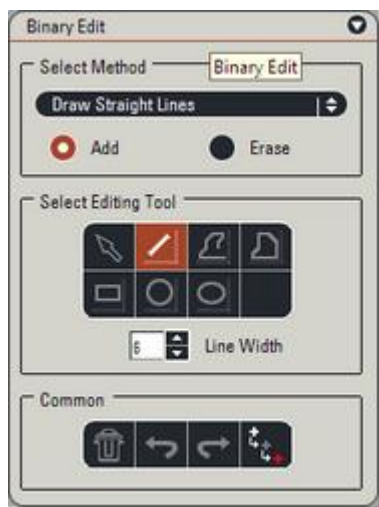 Binary Edit
Select Method
Binary Edit
Draw Straight Lines
Add
Erase
Select Editing Tool
6
Line Width
Common